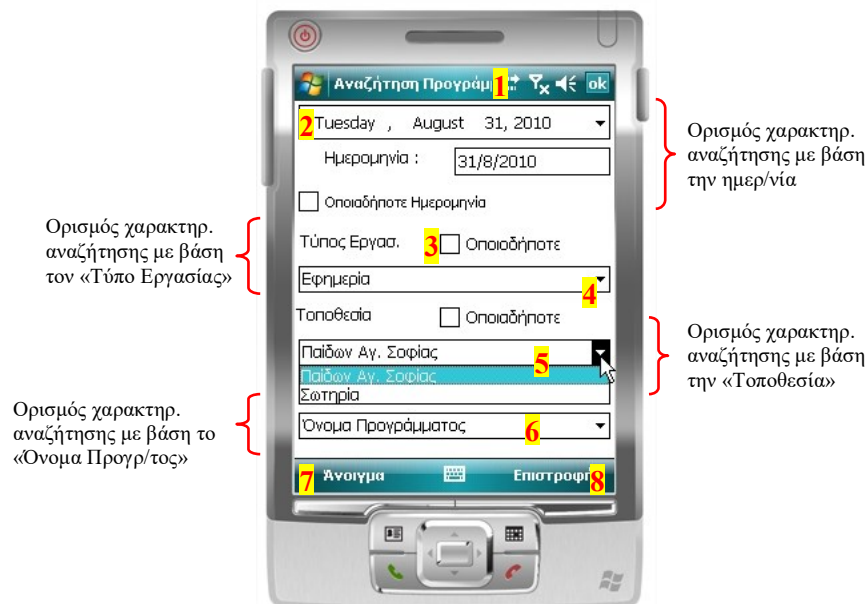 Αναζήτηση Προγράμ 1 ok
2 Tuesday , August 31, 2010
Ημερομηνία : 31/8/2010
Οποιαδήποτε Ημερομηνία
Ορισμός χαρακτηρ.
αναζήτησης με βάση
την ημερ/νία
Ορισμός χαρακτηρ.
αναζήτησης με βάση
τον «Τύπο Εργασίας»
Τύπος Εργασ. 3 Οποιοδήποτε
Εφημερία 4
Τοποθεσία Οποιαδήποτε
Παίδων Αγ. Σοφίας 5
Παίδων Αγ. Σοφίας
Σωτηρία
Ορισμός χαρακτηρ.
αναζήτησης με βάση
την «Τοποθεσία»
Ορισμός χαρακτηρ.
αναζήτησης με βάση το
«Όνομα Προγρ/τος»
Όνομα Προγράμματος 6
7 Άνοιγμα Επιστροφή 8